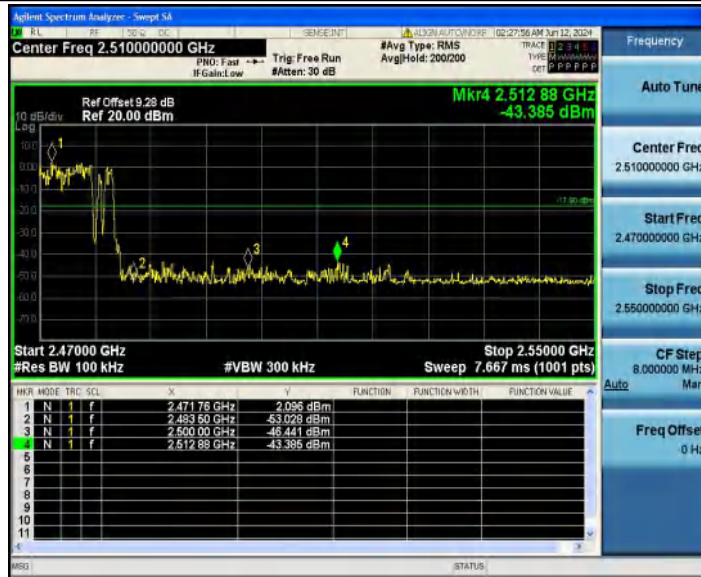 Agilent Spectrum Analyzer - Swept SA
RL RF 50 Ω DC SENSE:INT ALIGN AUTO/NORF 02:27:56 AM Jun 12, 2024
Center Freq 2.510000000 GHz
PNO: Fast
IFGain:Low
Trig: Free Run
#Atten: 30 dB
#Avg Type: RMS
Avg|Hold: 200/200
TRACE 1 2 3 4 5 6
TYPE
DET P P P P P P
Ref Offset 9.28 dB
Ref 20.00 dBm
10 dB/div
Log
Mkr4 2.512 88 GHz
-43.385 dBm
10.0
0.00
-10.0
-20.0
-30.0
-40.0
-50.0
-60.0
-70.0
1
2
3
4
Start 2.47000 GHz
Stop 2.55000 GHz
#Res BW 100 kHz
#VBW 300 kHz
Sweep 7.667 ms (1001 pts)
MKR MODE TRC SCL X Y FUNCTION FUNCTION WIDTH FUNCTION VALUE
1 N 1 f 2.471 76 GHz 2.096 dBm
2 N 1 f 2.483 50 GHz -53.028 dBm
3 N 1 f 2.500 00 GHz -46.441 dBm
4 N 1 f 2.512 88 GHz -43.385 dBm
5
6
7
8
9
10
11
MSG
STATUS
Frequency
Auto Tune
Center Freq
2.510000000 GHz
Start Freq
2.470000000 GHz
Stop Freq
2.550000000 GHz
CF Step
8.000000 MHz
Auto Man
Freq Offset
0 Hz